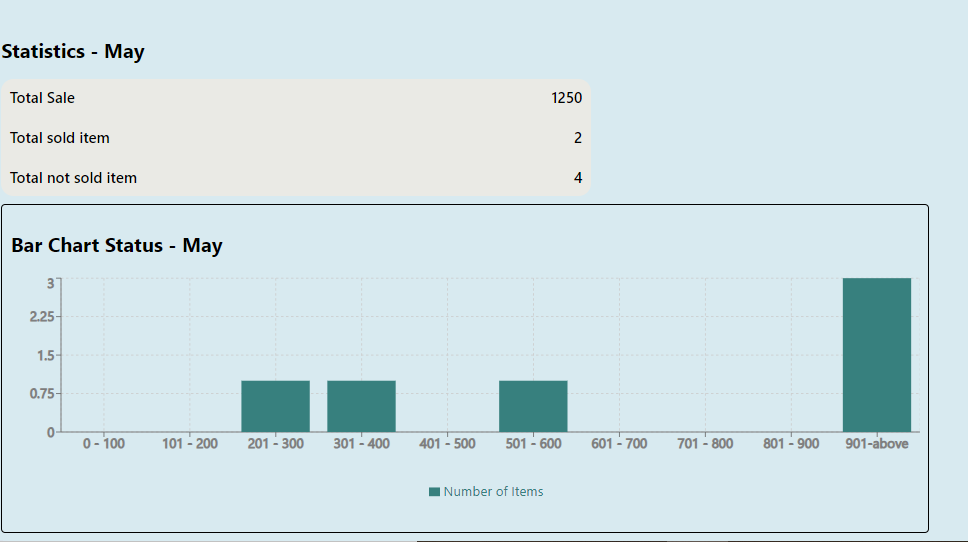 Statistics - May
Total Sale 1250
Total sold item 2
Total not sold item 4
Bar Chart Status - May
3
2.25
1.5
0.75
0
0 - 100 101 - 200 201 - 300 301 - 400 401 - 500 501 - 600 601 - 700 701 - 800 801 - 900 901-above
Number of Items